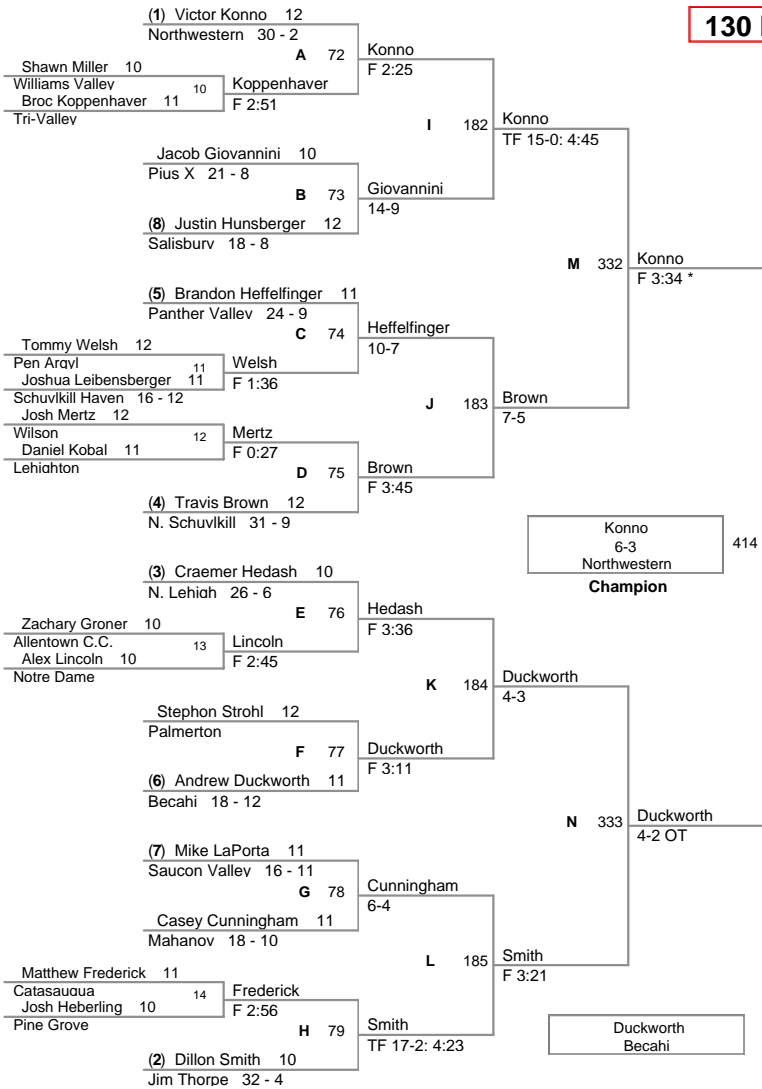 (1) Victor Konno 12
130
Northwestern 30 - 2
A 72
Konno
F 2:25
Shawn Miller 10
Williams Valley
10
Koppenhaver
F 2:51
Broc Koppenhaver 11
Tri-Valley
I 182
Konno
TF 15-0: 4:45
Jacob Giovannini 10
Pius X 21 - 8
B 73
Giovannini
14-9
(8) Justin Hunsberger 12
Salisbury 18 - 8
M 332
Konno
F 3:34 *
(5) Brandon Heffelfinger 11
Panther Valley 24 - 9
C 74
Heffelfinger
10-7
Tommy Welsh 12
Pen Argyl
11
Welsh
F 1:36
Joshua Leibensberger 11
Schuylkill Haven 16 - 12
J 183
Brown
7-5
Josh Mertz 12
Wilson
12
Mertz
F 0:27
Daniel Kobal 11
Lehighton
D 75
Brown
F 3:45
(4) Travis Brown 12
N. Schuylkill 31 - 9
Konno
6-3
Northwestern
414
Champion
(3) Craemer Hedash 10
N. Lehigh 26 - 6
E 76
Hedash
F 3:36
Zachary Groner 10
Allentown C.C.
13
Lincoln
F 2:45
Alex Lincoln 10
Notre Dame
K 184
Duckworth
4-3
Stephon Strohl 12
Palmerton
F 77
Duckworth
F 3:11
(6) Andrew Duckworth 11
Becahi 18 - 12
N 333
Duckworth
4-2 OT
(7) Mike LaPorta 11
Saucon Valley 16 - 11
G 78
Cunningham
6-4
Casey Cunningham 11
Mahanoy 18 - 10
L 185
Smith
F 3:21
Matthew Frederick 11
Catasauqua
14
Frederick
F 2:56
Josh Heberling 10
Pine Grove
H 79
Smith
TF 17-2: 4:23
(2) Dillon Smith 10
Jim Thorpe 32 - 4
Duckworth
Becahi